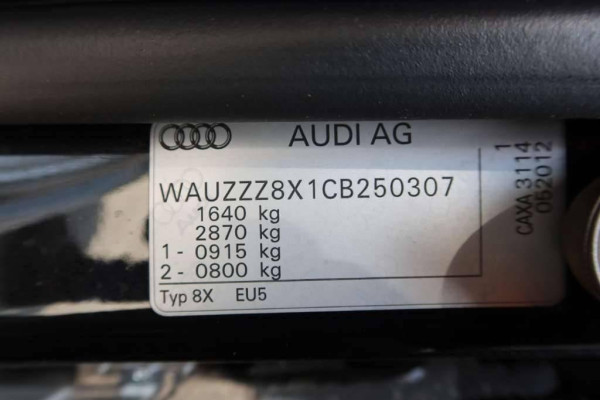 AUDI AG
WAUZZZ8X1CB250307
1640 kg
2870 kg
1 - 0915 kg
2 - 0800 kg
Typ 8X EU5
CAXA 3114 1
052012